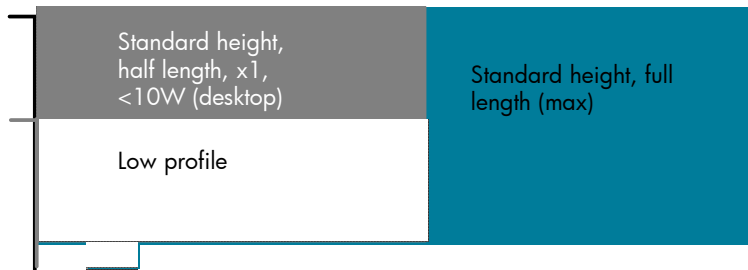 Standard height,
half length, x1,
<10W (desktop)
Standard height, full
length (max)
Low profile